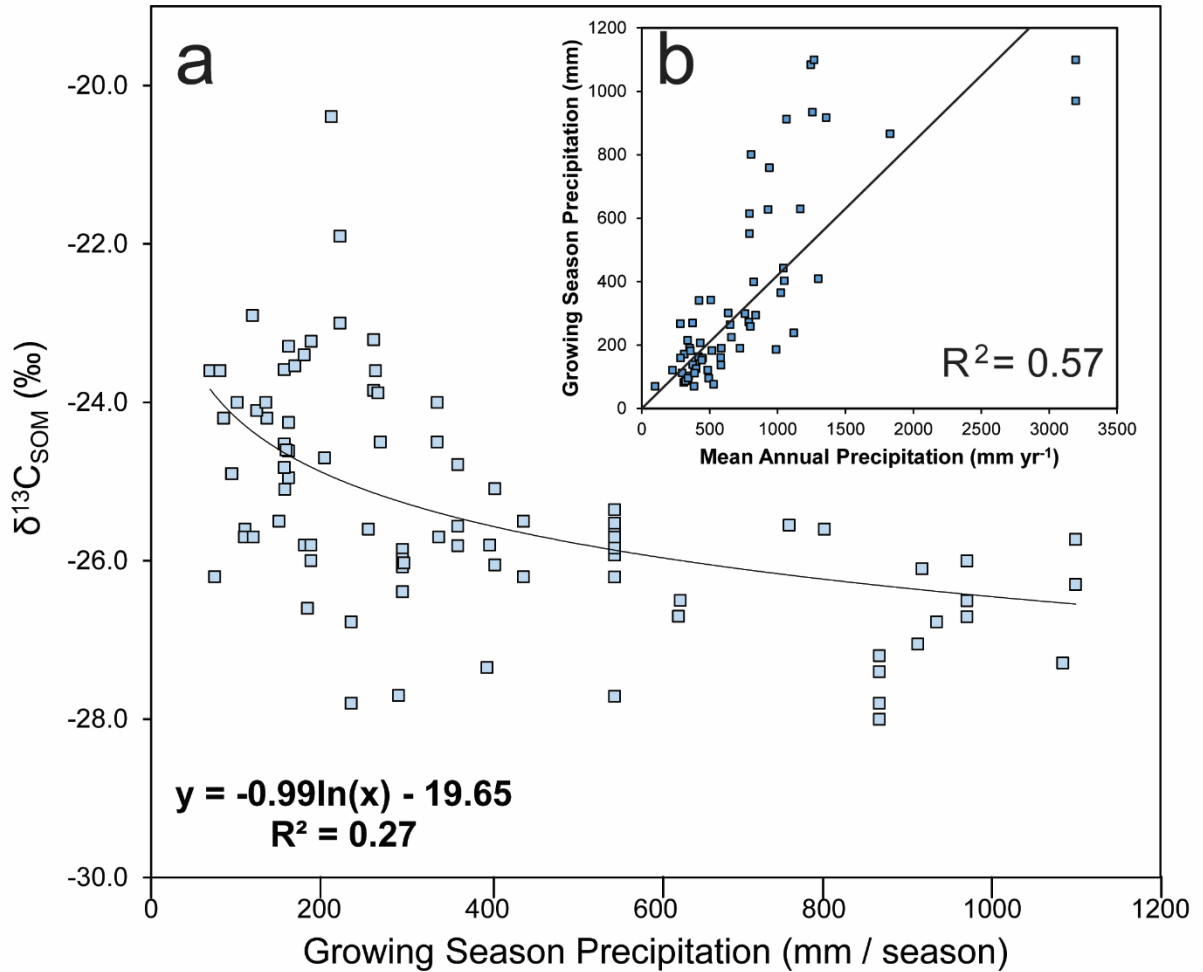 a
-20.0
-22.0
-24.0
-26.0
-28.0
-30.0
δ13CSOM (‰)
0 200 400 600 800 1000 1200
Growing Season Precipitation (mm / season)
y = -0.99ln(x) - 19.65
R² = 0.27
b
1200
1000
800
600
400
200
0
Growing Season Precipitation (mm)
0 500 1000 1500 2000 2500 3000 3500
Mean Annual Precipitation (mm yr-1)
R2 = 0.57